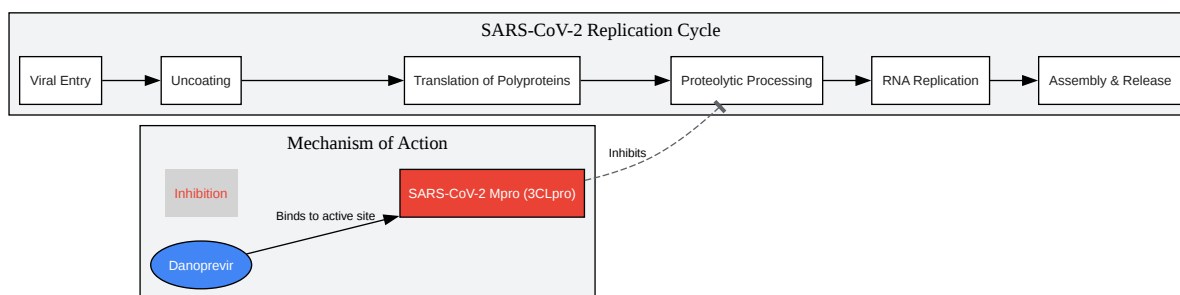 SARS-CoV-2 Replication Cycle
Viral Entry
Uncoating
Translation of Polyproteins
Proteolytic Processing
RNA Replication
Assembly & Release
Mechanism of Action
Inhibits
Inhibition
SARS-CoV-2 Mpro (3CLpro)
Binds to active site
Danoprevir